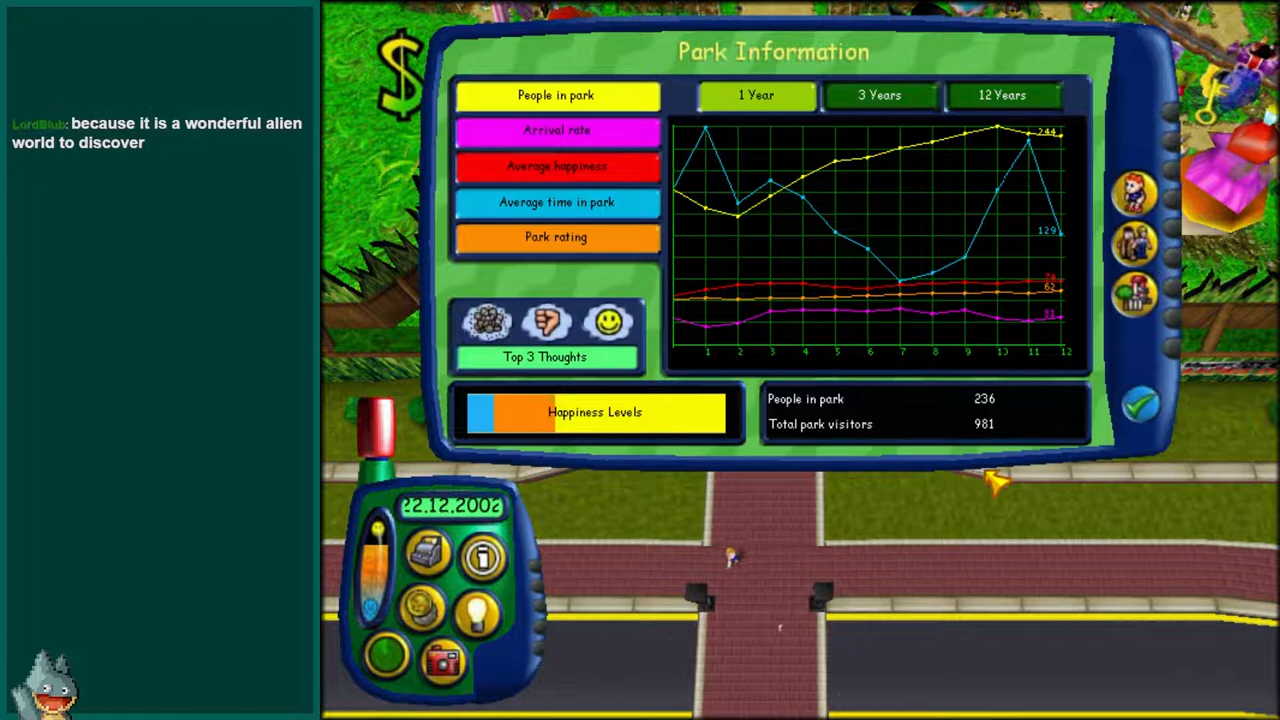 LordBlub: because it is a wonderful alien
world to discover
Park Information
People in park
1 Year
3 Years
12 Years
Arrival rate
Average happiness
Average time in park
Park rating
244
129
74
62
31
1 2 3 4 5 6 7 8 9 10 11 12
Top 3 Thoughts
Happiness Levels
People in park 236
Total park visitors 981
22.12.2002